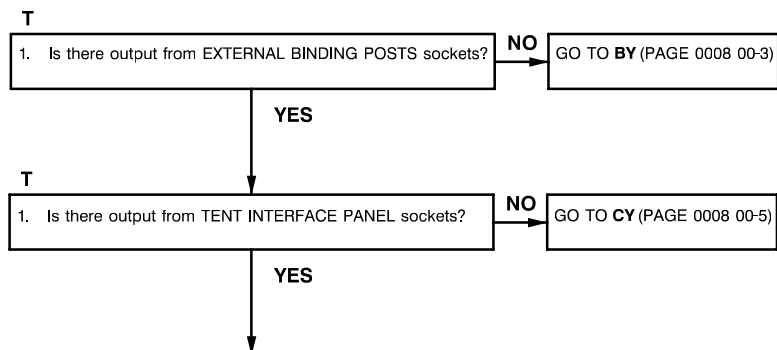 T
1. Is there output from EXTERNAL BINDING POSTS sockets?
NO
GO TO BY (PAGE 0008 00-3)
YES
T
1. Is there output from TENT INTERFACE PANEL sockets?
NO
GO TO CY (PAGE 0008 00-5)
YES